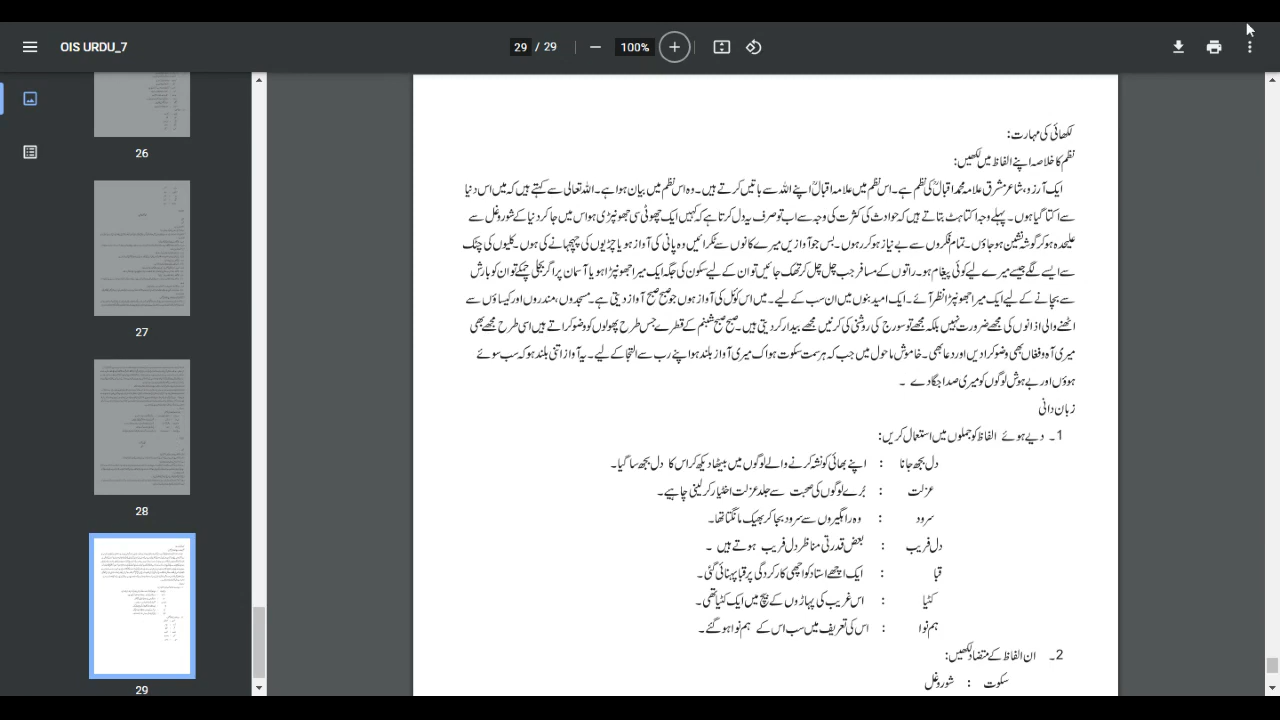 OIS URDU_7
29 / 29
100%
26
27
28
29
لکھائی کی مہارت:
نظم کا خلاصہ اپنے الفاظ میں لکھیں:
ایک آرزو، شاعر مشرق علامہ محمد اقبالؒ کی نظم ہے۔ اس نظم میں علامہ اقبالؒ اپنے اللہ سے باتیں کرتے ہیں۔ وہ اس نظم میں بیان ہوا ہے۔ اللہ تعالی سے کہتے ہیں کہ میں اس دنیا
سے اکتا گیا ہوں۔ پہلے وجہ اکتاہٹ بتاتے ہیں کہ حوادث کی کثرت کی وجہ سے اب تو صرف یہ دل کرتا ہے کہ کہیں ایک چھوٹی سی جھونپڑی ہو اس میں جا کر دنیا کے شور و غل سے
علیحدہ ہو کر گوشہ نشین ہو جاؤں۔ تمام فکروں سے بے نیاز ہو کر رہوں۔ بس جو آوازیں میرے کانوں سے ٹکرائیں وہ پانی کی آواز ہو یا چڑیوں کی چہچہانے کی ہوں۔ کلیوں کی چٹک
سے ایسے لگے جیسے میرے لیے کوئی پیغام ہو۔ راتوں کے مسافر جب چل چل کر تھک جائیں تو ان کے لیے سکون کی جگہ ایک میرا جھونپڑا ہو یا آسمان پر اگر بجلی چمکے تو ان کو بارش
سے بچانے کے لیے ایک میرا جھونپڑا نظر آئے۔ ایک امید بنوں میں ان سب کے لیے۔ میں اس کوئل کی آواز ہوں جو صبح صبح آواز دیتی ہے۔ مسجدوں، مندروں اور کلیساؤں سے
اٹھنے والی اذانوں کی مجھے ضرورت نہیں بلکہ مجھے تو سورج کی روشنی کی کرنیں مجھے بیدار کر دیتی ہیں۔ صبح صبح شبنم کے قطرے جس طرح پھولوں کو وضو کراتے ہیں اسی طرح مجھے بھی
میری آہ و فغاں بھی وضو کرا دیں اور دعا بھی۔ خاموش ماحول میں جب کہ ہر سمت سکوت ہو اک میری آواز بلند ہو اپنے رب سے التجا کے لیے۔ یہ آواز اتنی بلند ہو کہ سب سوئے
ہوؤں اور بے ہوش لوگوں کو میری صدا جگا دے ۔
زبان دانی
1۔ دیے ہوئے الفاظ کو جملوں میں استعمال کریں:
دل بجھ جانا : اپنے بھائی کو نشہ کرنے والے لوگوں میں بیٹھا دیکھ کر اس کا دل بجھ سا گیا۔
عزلت : بُرے لوگوں کی صحبت سے جلد عزلت اختیار کر لینی چاہیے۔
سرود : وہ راہگیروں سے سرود بجا کر بھیک مانگتا تھا۔
دل فریب : بعض قدرتی مناظر دل فریب ہوتے ہیں ۔
قبا : ایک اچھے استاد کو اچھی کارکردگی پر قبا پہنائی گئی۔
کٹیا : اس غریب کی پہاڑوں کے بیچ میں ایک کٹیا تھی۔
ہم نوا : اس کی تعریف میں سب اس کے ہم نوا ہو گئے۔
2۔ ان الفاظ کے متضاد لکھیں:
سکوت : شور و غل